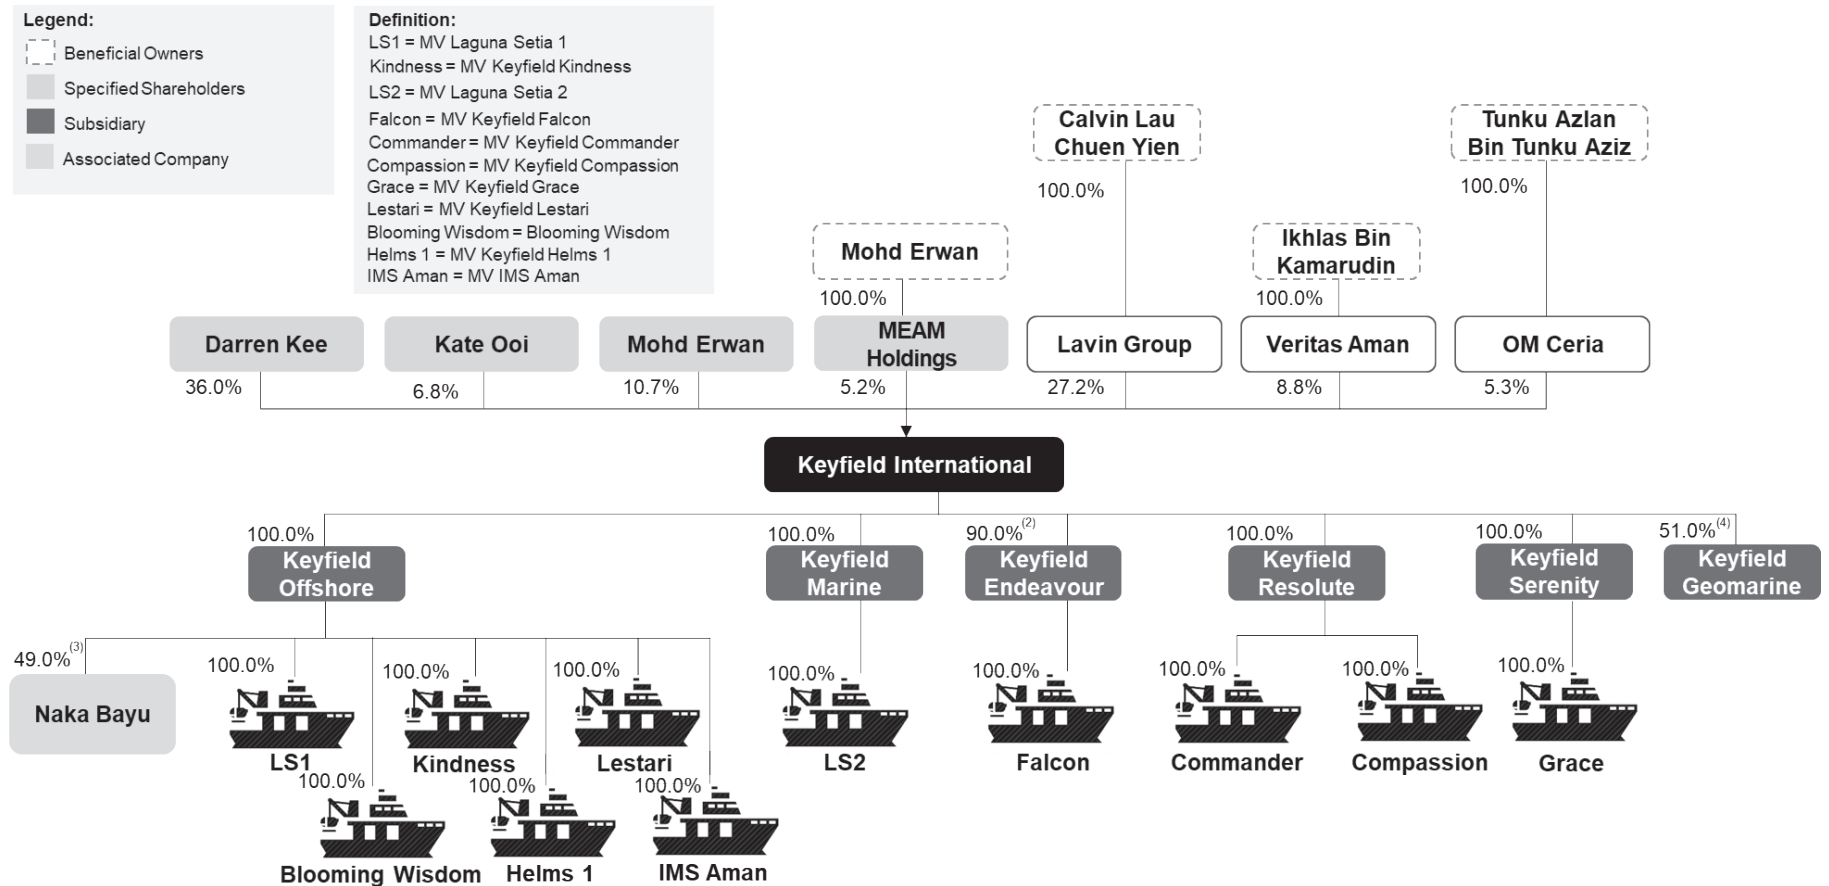 Legend:
Beneficial Owners
Specified Shareholders
Subsidiary
Associated Company
Definition:
LS1 = MV Laguna Setia 1
Kindness = MV Keyfield Kindness
LS2 = MV Laguna Setia 2
Falcon = MV Keyfield Falcon
Commander = MV Keyfield Commander
Compassion = MV Keyfield Compassion
Grace = MV Keyfield Grace
Lestari = MV Keyfield Lestari
Blooming Wisdom = Blooming Wisdom
Helms 1 = MV Keyfield Helms 1
IMS Aman = MV IMS Aman
Calvin Lau
Chuen Yien
100.0%
Tunku Azlan
Bin Tunku Aziz
100.0%
Mohd Erwan
100.0%
Ikhlas Bin
Kamarudin
100.0%
Darren Kee
Kate Ooi
Mohd Erwan
MEAM
Holdings
Lavin Group
Veritas Aman
OM Ceria
36.0%
6.8%
10.7%
5.2%
27.2%
8.8%
5.3%
Keyfield International
100.0%
Keyfield
Offshore
100.0%
Keyfield
Marine
90.0%(2)
Keyfield
Endeavour
100.0%
Keyfield
Resolute
100.0%
Keyfield
Serenity
51.0%(4)
Keyfield
Geomarine
49.0%(3)
Naka Bayu
100.0%
LS1
100.0%
Kindness
100.0%
Lestari
100.0%
LS2
100.0%
Falcon
100.0%
Commander
100.0%
Compassion
100.0%
Grace
100.0%
Blooming Wisdom
100.0%
Helms 1
100.0%
IMS Aman